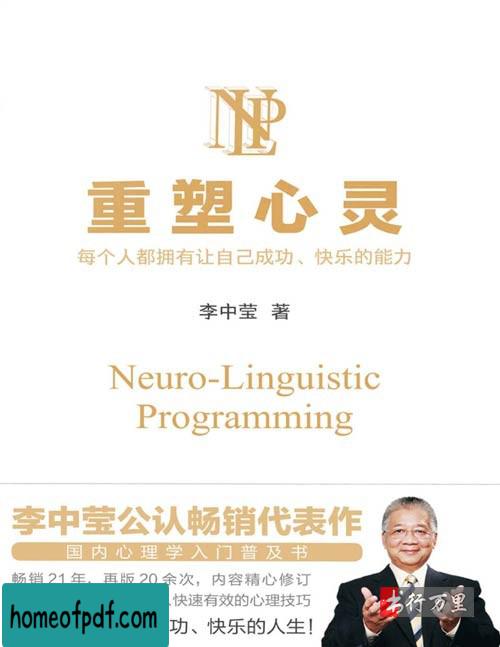 NLP
重塑心灵
每个人都拥有让自己成功、快乐的能力
李中莹 著
Neuro-Linguistic
Programming
李中莹公认畅销代表作
国内心理学入门普及书
畅销21年，再版20余次，内容精心修订
快速有效的心理技巧
功、快乐的人生！
homeofpdf.com
书行万里